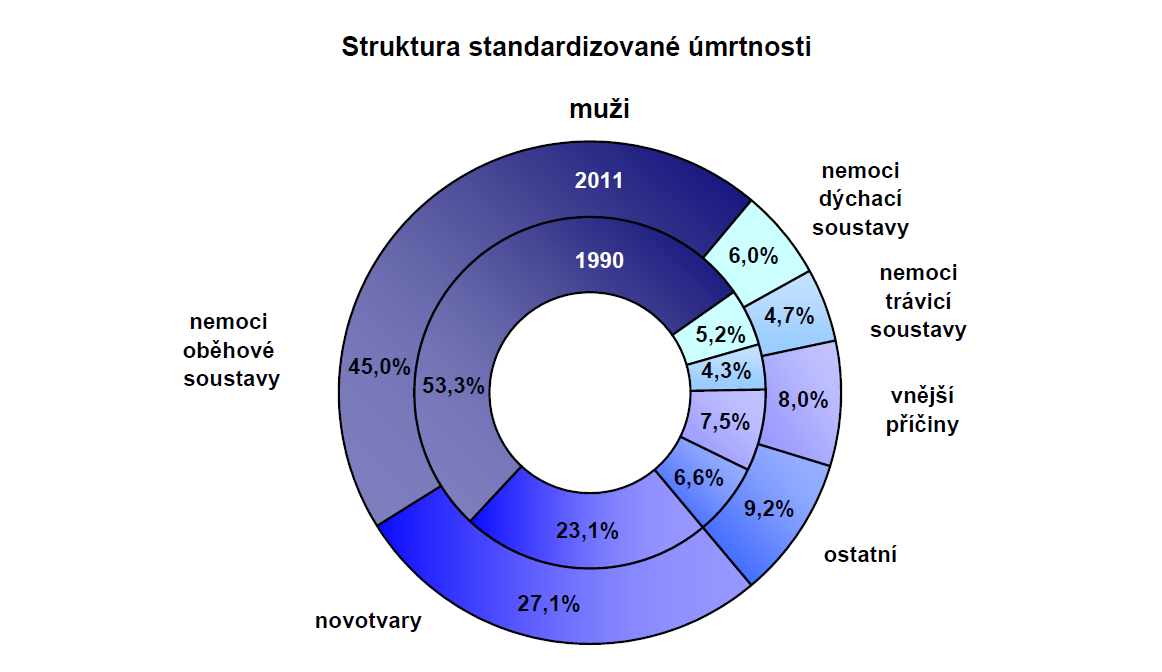 Struktura standardizované úmrtnosti
muži
2011
1990
nemoci
dýchací
soustavy
6,0%
5,2%
nemoci
trávicí
soustavy
4,7%
4,3%
vnější
příčiny
8,0%
7,5%
ostatní
9,2%
6,6%
novotvary
27,1%
23,1%
nemoci
oběhové
soustavy
45,0%
53,3%